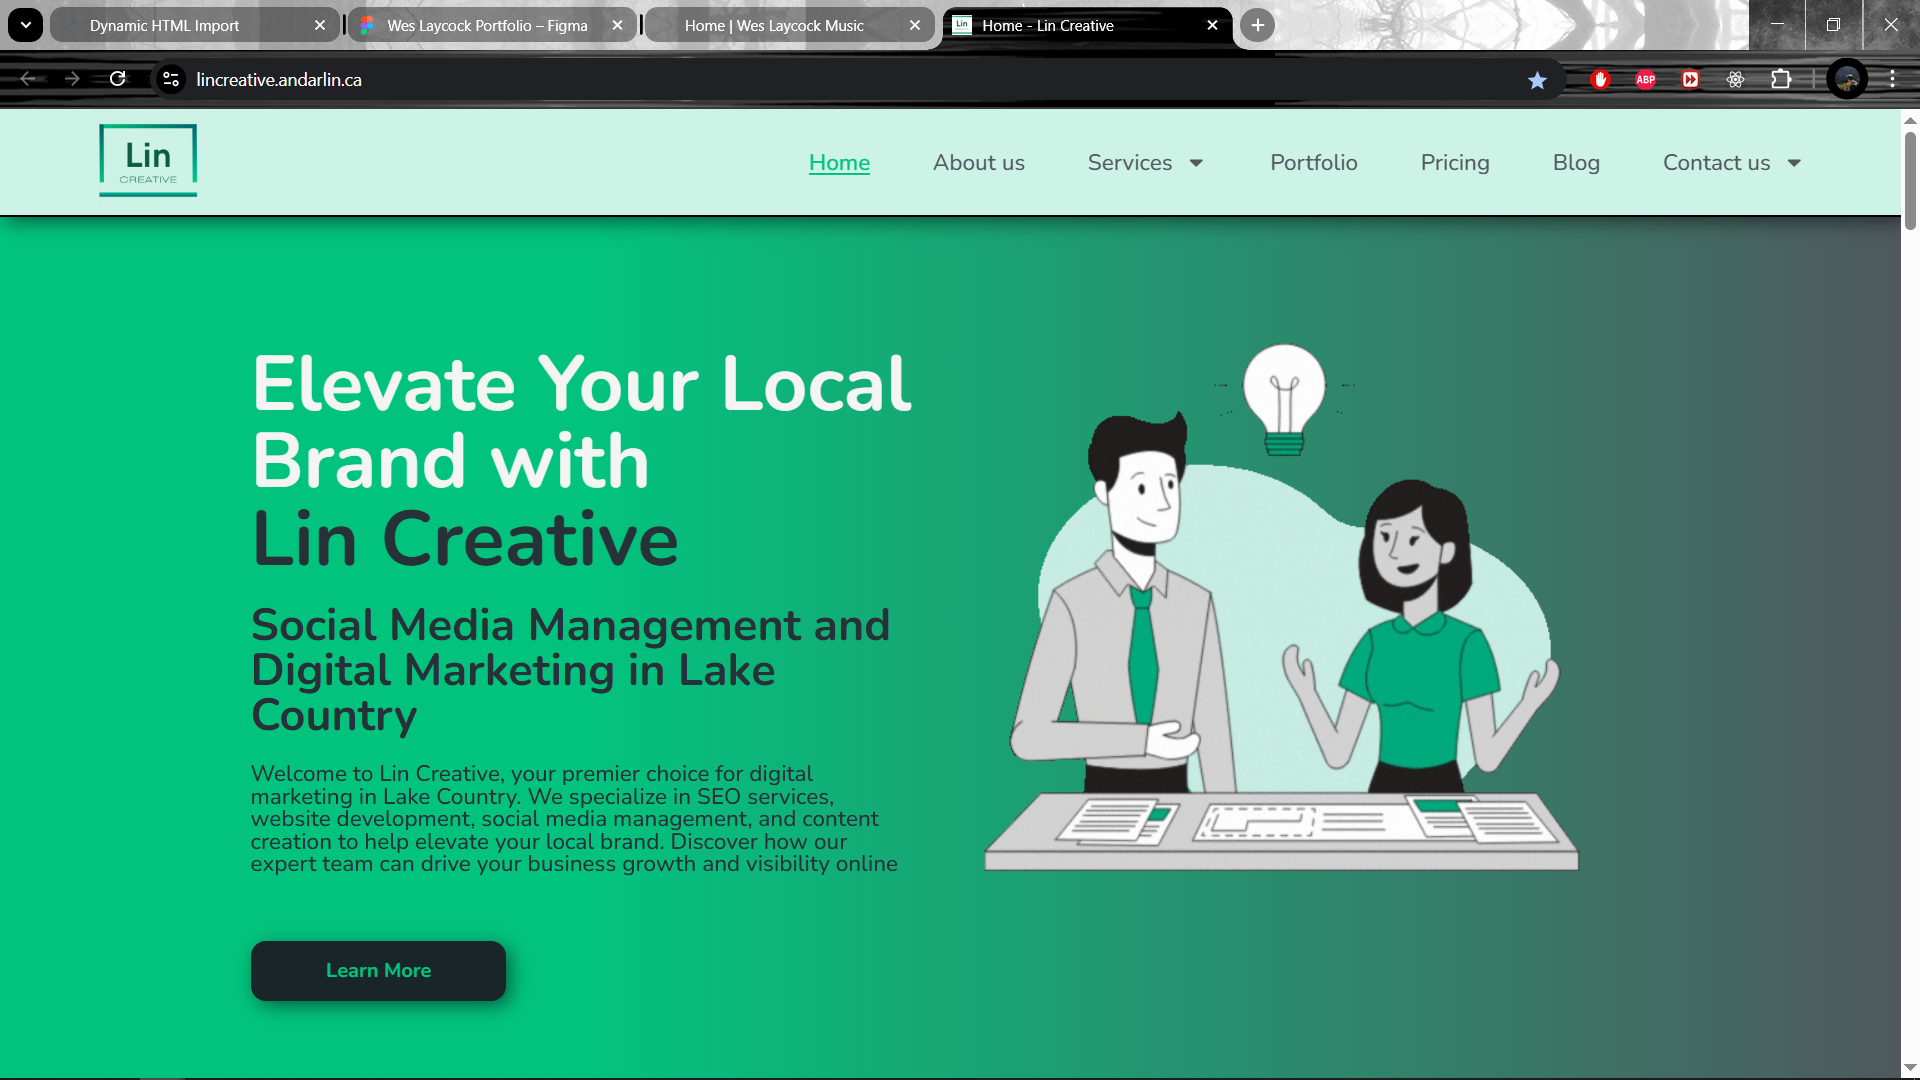 Dynamic HTML Import
Wes Laycock Portfolio – Figma
Home | Wes Laycock Music
Lin
Home - Lin Creative
lincreative.andarlin.ca
ABP
Lin
CREATIVE
Home
About us
Services
Portfolio
Pricing
Blog
Contact us
Elevate Your Local
Brand with
Lin Creative
Social Media Management and
Digital Marketing in Lake
Country
Welcome to Lin Creative, your premier choice for digital
marketing in Lake Country. We specialize in SEO services,
website development, social media management, and content
creation to help elevate your local brand. Discover how our
expert team can drive your business growth and visibility online
Learn More